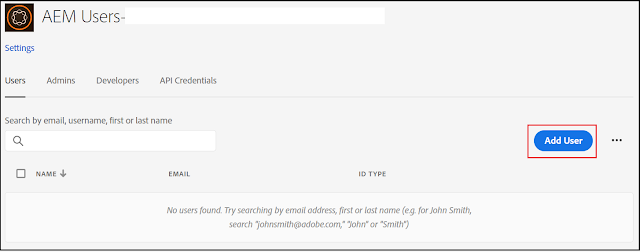 AEM Users-
Settings
Users Admins Developers API Credentials
Search by email, username, first or last name
Add User
NAME EMAIL ID TYPE
No users found. Try searching by email address, first or last name (e.g. for John Smith,
search "johnsmith@adobe.com," "John" or "Smith")